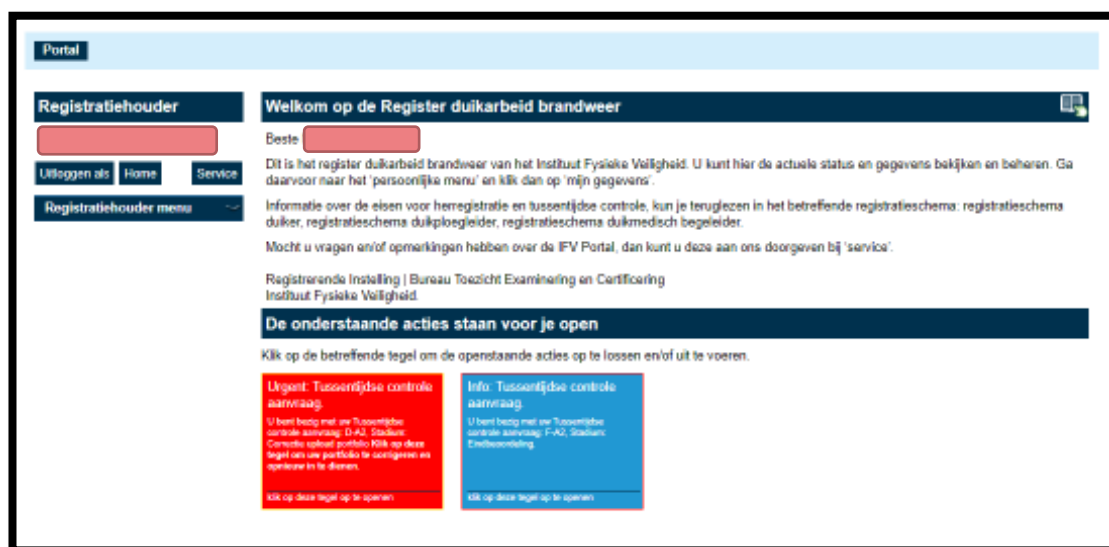 Portal
Registratiehouder
Uitloggen als Home Service
Registratiehouder menu
Welkom op de Register duikarbeid brandweer
Beste
Dit is het register duikarbeid brandweer van het Instituut Fysieke Veiligheid. U kunt hier de actuele status en gegevens bekijken en beheren. Ga
daarvoor naar het 'persoonlijke menu' en klik dan op 'mijn gegevens'.
Informatie over de eisen voor herregistratie en tussentijdse controle, kun je teruglezen in het betreffende registratieschema: registratieschema
duiker, registratieschema duikploegleider, registratieschema duikmedisch begeleider.
Mocht u vragen en/of opmerkingen hebben over de IFV Portal, dan kunt u deze aan ons doorgeven bij 'service'.
Registrerende Instelling | Bureau Toezicht Examinering en Certificering
Instituut Fysieke Veiligheid.
De onderstaande acties staan voor je open
Klik op de betreffende tegel om de openstaande acties op te lossen en/of uit te voeren.
Urgent: Tussentijdse controle
aanvraag.
U bent bezig met uw Tussentijdse
controle aanvraag: D-A2, Stadium:
Correctie upload portfolio Klik op deze
tegel om uw portfolio te corrigeren en
opnieuw in te dienen.
klik op deze tegel op te openen
Info: Tussentijdse controle
aanvraag.
U bent bezig met uw Tussentijdse
controle aanvraag: F-A2, Stadium:
Eindbeoordeling.
klik op deze tegel op te openen